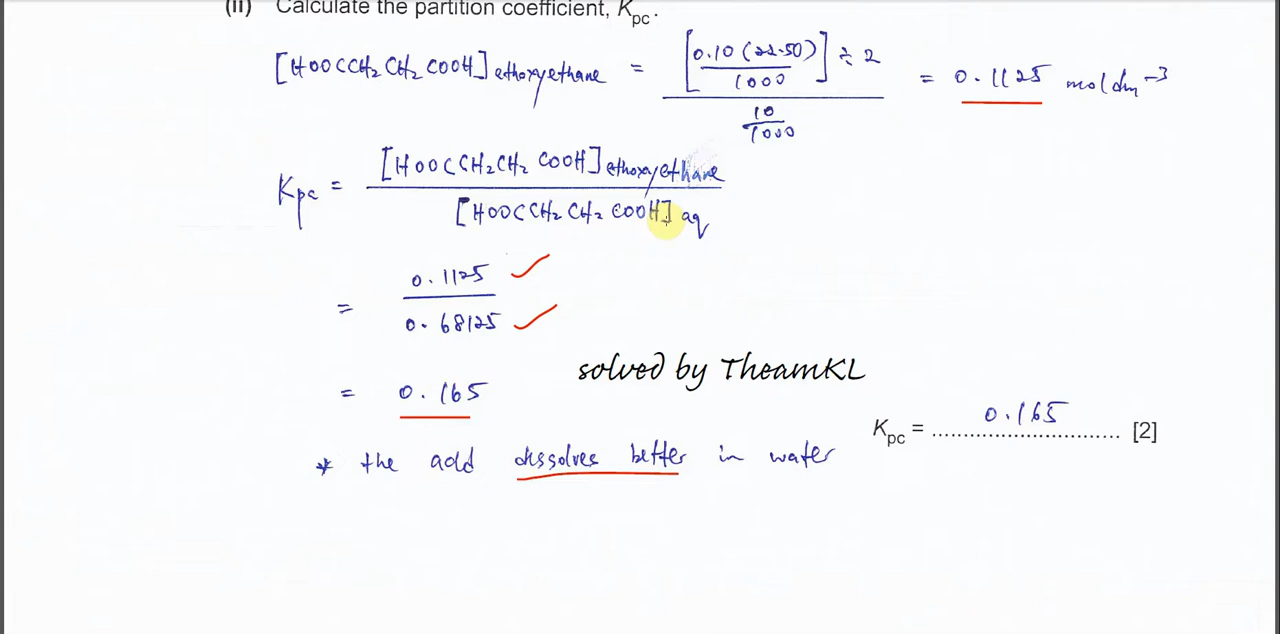 (ii) Calculate the partition coefficient, Kpc.
[HOOCCH₂CH₂COOH] ethoxyethane = [0.10 (22.50) / 1000] ÷ 2 / 10/1000 = 0.1125 mol dm⁻³
Kpc = [HOOCCH₂CH₂COOH] ethoxyethane / [HOOCCH₂CH₂COOH] aq
= 0.1125 ✓ / 0.68125 ✓
solved by TheamKL
= 0.165
Kpc = 0.165 [2]
* the acid dissolves better in water